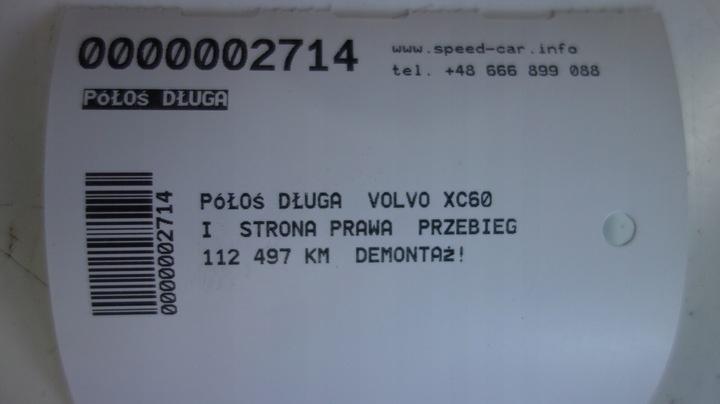 0000002714
www.speed-car.info
tel. +48 666 899 088
PóŁOś DŁUGA
0000002714
PóŁOś DŁUGA VOLVO XC60
I STRONA PRAWA PRZEBIEG
112 497 KM DEMONTAż!